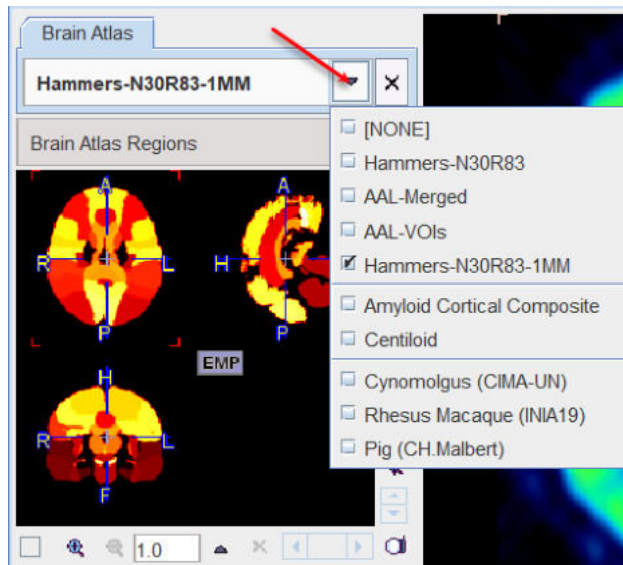 Brain Atlas
Hammers-N30R83-1MM
Brain Atlas Regions
[NONE]
Hammers-N30R83
AAL-Merged
AAL-VOIs
Hammers-N30R83-1MM
Amyloid Cortical Composite
Centiloid
Cynomolgus (CIMA-UN)
Rhesus Macaque (INIA19)
Pig (CH.Malbert)
A
A
R
L
H
P
P
EMP
H
R
L
F
1.0